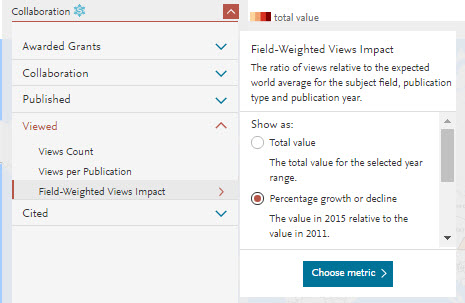 Collaboration
total value
Awarded Grants
Collaboration
Published
Viewed
Views Count
Views per Publication
Field-Weighted Views Impact
Cited
Field-Weighted Views Impact
The ratio of views relative to the expected
world average for the subject field, publication
type and publication year.
Show as:
Total value
The total value for the selected year
range.
Percentage growth or decline
The value in 2015 relative to the
value in 2011.
Choose metric